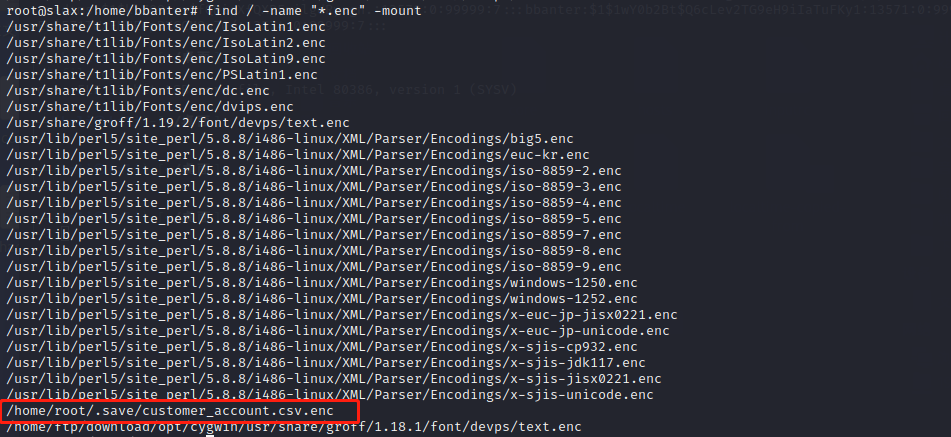 root@slax:/home/bbanter# find / -name "*.enc" -mount
/usr/share/t1lib/Fonts/enc/IsoLatin1.enc
/usr/share/t1lib/Fonts/enc/IsoLatin2.enc
/usr/share/t1lib/Fonts/enc/IsoLatin9.enc
/usr/share/t1lib/Fonts/enc/PSLatin1.enc
/usr/share/t1lib/Fonts/enc/dc.enc
/usr/share/t1lib/Fonts/enc/dvips.enc
/usr/share/groff/1.19.2/font/devps/text.enc
/usr/lib/perl5/site_perl/5.8.8/i486-linux/XML/Parser/Encodings/big5.enc
/usr/lib/perl5/site_perl/5.8.8/i486-linux/XML/Parser/Encodings/euc-kr.enc
/usr/lib/perl5/site_perl/5.8.8/i486-linux/XML/Parser/Encodings/iso-8859-2.enc
/usr/lib/perl5/site_perl/5.8.8/i486-linux/XML/Parser/Encodings/iso-8859-3.enc
/usr/lib/perl5/site_perl/5.8.8/i486-linux/XML/Parser/Encodings/iso-8859-4.enc
/usr/lib/perl5/site_perl/5.8.8/i486-linux/XML/Parser/Encodings/iso-8859-5.enc
/usr/lib/perl5/site_perl/5.8.8/i486-linux/XML/Parser/Encodings/iso-8859-7.enc
/usr/lib/perl5/site_perl/5.8.8/i486-linux/XML/Parser/Encodings/iso-8859-8.enc
/usr/lib/perl5/site_perl/5.8.8/i486-linux/XML/Parser/Encodings/iso-8859-9.enc
/usr/lib/perl5/site_perl/5.8.8/i486-linux/XML/Parser/Encodings/windows-1250.enc
/usr/lib/perl5/site_perl/5.8.8/i486-linux/XML/Parser/Encodings/windows-1252.enc
/usr/lib/perl5/site_perl/5.8.8/i486-linux/XML/Parser/Encodings/x-euc-jp-jisx0221.enc
/usr/lib/perl5/site_perl/5.8.8/i486-linux/XML/Parser/Encodings/x-euc-jp-unicode.enc
/usr/lib/perl5/site_perl/5.8.8/i486-linux/XML/Parser/Encodings/x-sjis-cp932.enc
/usr/lib/perl5/site_perl/5.8.8/i486-linux/XML/Parser/Encodings/x-sjis-jdk117.enc
/usr/lib/perl5/site_perl/5.8.8/i486-linux/XML/Parser/Encodings/x-sjis-jisx0221.enc
/usr/lib/perl5/site_perl/5.8.8/i486-linux/XML/Parser/Encodings/x-sjis-unicode.enc
/home/root/.save/customer_account.csv.enc
/home/ftp/download/opt/cygwin/usr/share/groff/1.18.1/font/devps/text.enc